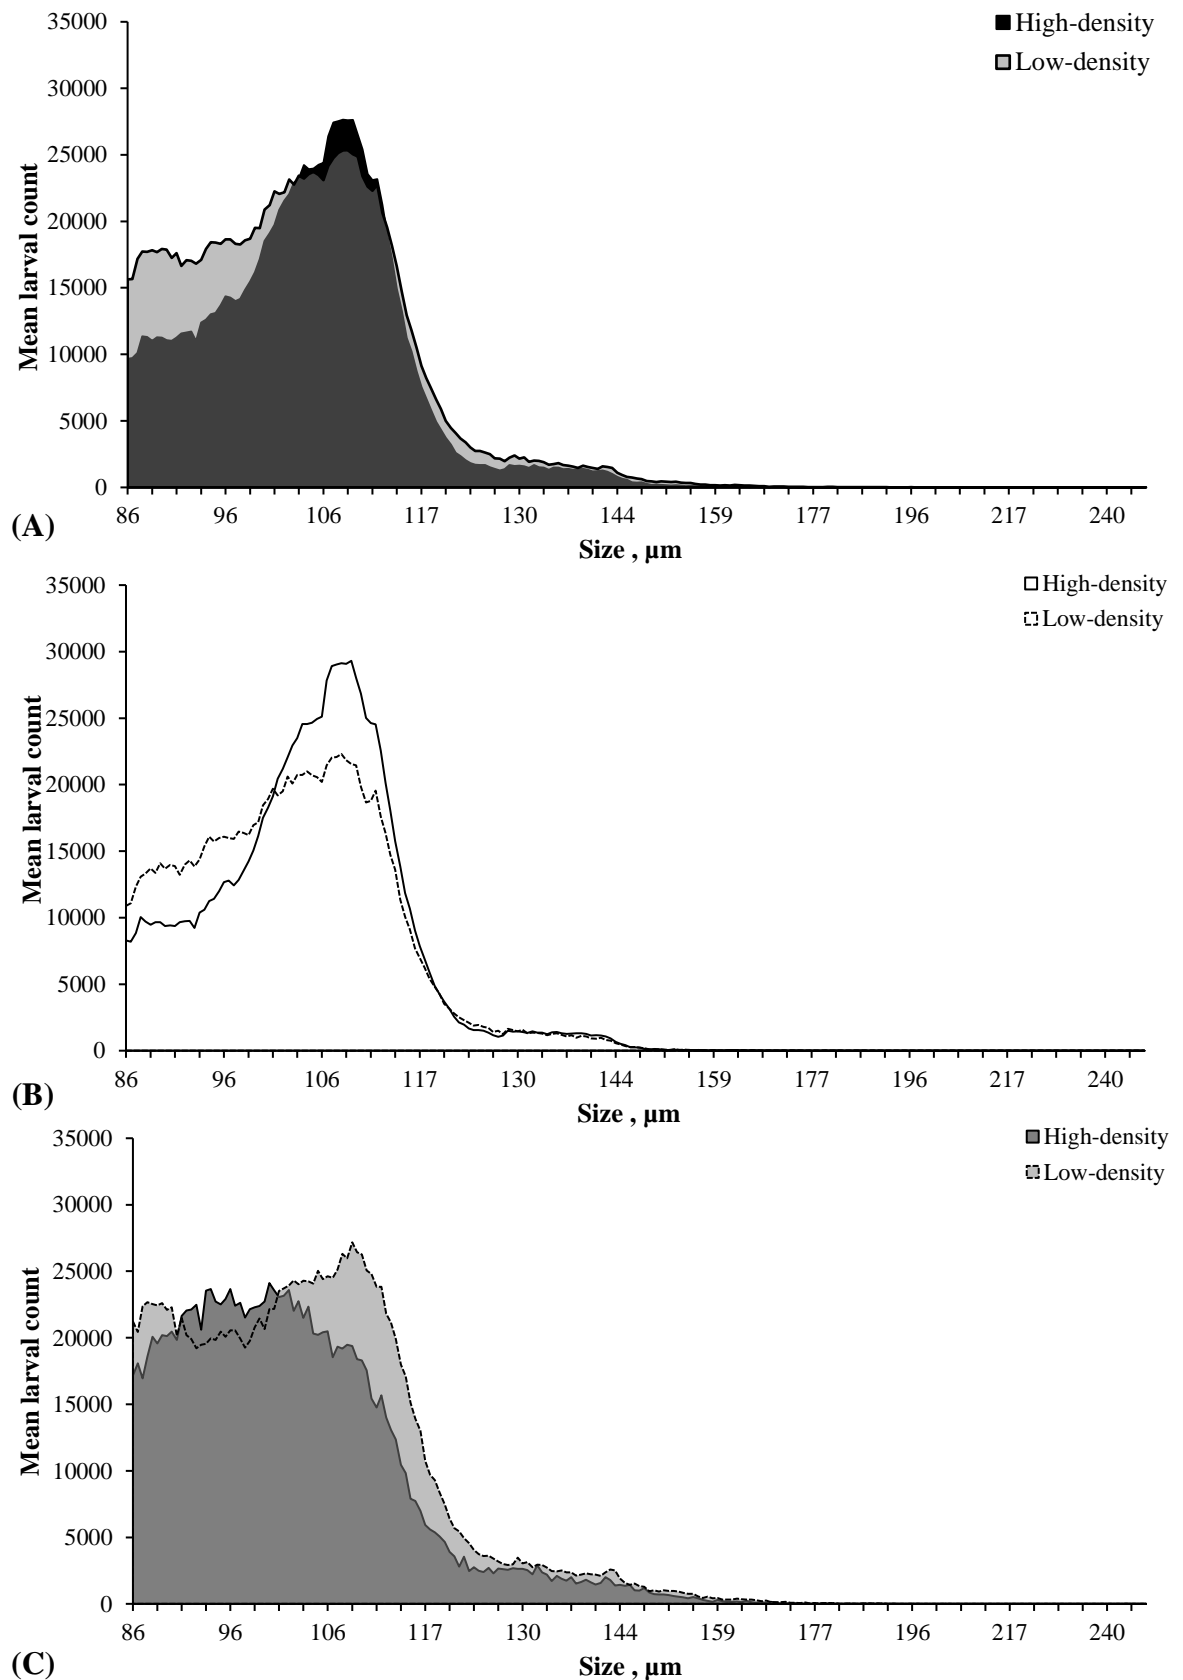 35000
High-density
Low-density
30000
25000
20000
15000
10000
5000
0
Mean larval count
86 96 106 117 130 144 159 177 196 217 240
(A)
Size , µm
35000
High-density
Low-density
30000
25000
20000
15000
10000
5000
0
Mean larval count
86 96 106 117 130 144 159 177 196 217 240
(B)
Size , µm
35000
High-density
Low-density
30000
25000
20000
15000
10000
5000
0
Mean larval count
86 96 106 117 130 144 159 177 196 217 240
(C)
Size , µm